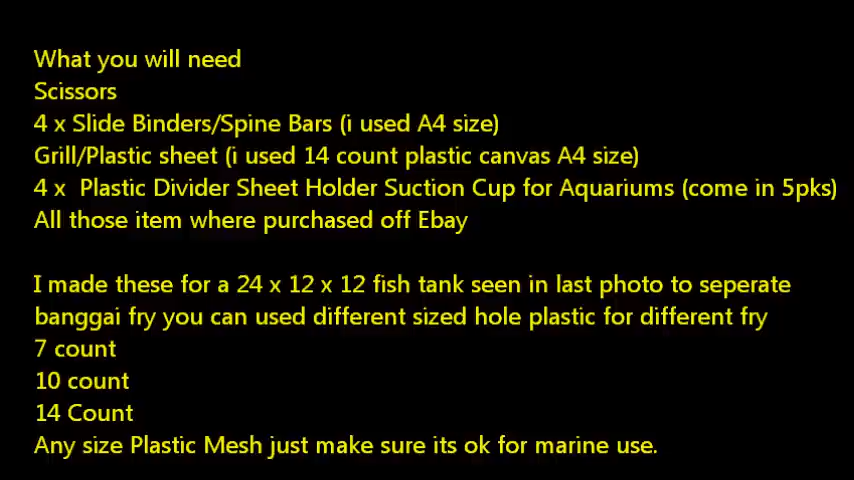 What you will need
Scissors
4 x Slide Binders/Spine Bars (i used A4 size)
Grill/Plastic sheet (i used 14 count plastic canvas A4 size)
4 x  Plastic Divider Sheet Holder Suction Cup for Aquariums (come in 5pks)
All those item where purchased off Ebay
I made these for a 24 x 12 x 12 fish tank seen in last photo to seperate
banggai fry you can used different sized hole plastic for different fry
7 count
10 count
14 Count
Any size Plastic Mesh just make sure its ok for marine use.